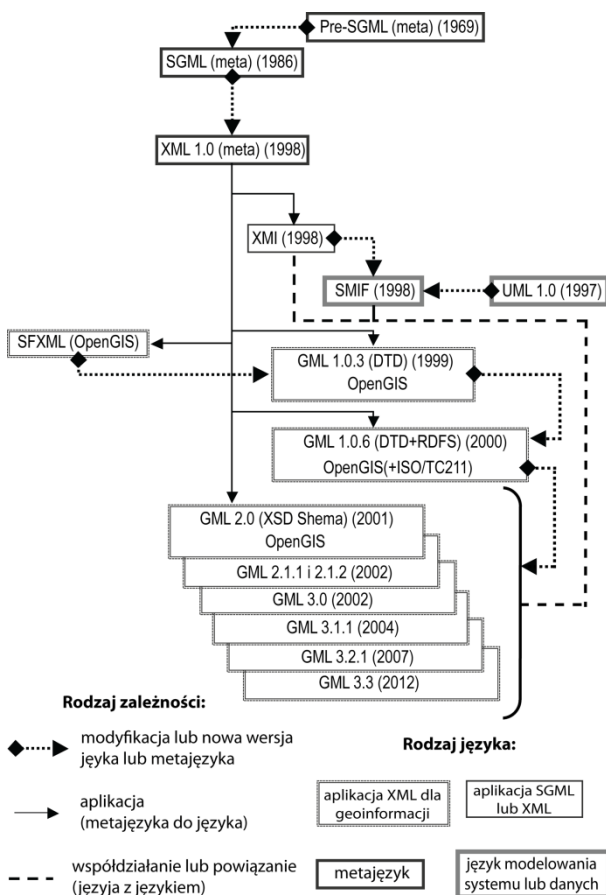 Pre-SGML (meta) (1969)
SGML (meta) (1986)
XML 1.0 (meta) (1998)
XMI (1998)
SMIF (1998)
UML 1.0 (1997)
SFXML (OpenGIS)
GML 1.0.3 (DTD) (1999)
OpenGIS
GML 1.0.6 (DTD+RDFS) (2000)
OpenGIS(+ISO/TC211)
GML 2.0 (XSD Shema) (2001)
OpenGIS
GML 2.1.1 i 2.1.2 (2002)
GML 3.0 (2002)
GML 3.1.1 (2004)
GML 3.2.1 (2007)
GML 3.3 (2012)
Rodzaj zależności:
modyfikacja lub nowa wersja
języka lub metajęzyka
aplikacja
(metajęzyka do języka)
współdziałanie lub powiązanie
(języja z językiem)
Rodzaj języka:
aplikacja XML dla
geoinformacji
aplikacja SGML
lub XML
metajęzyk
język modelowania
systemu lub danych